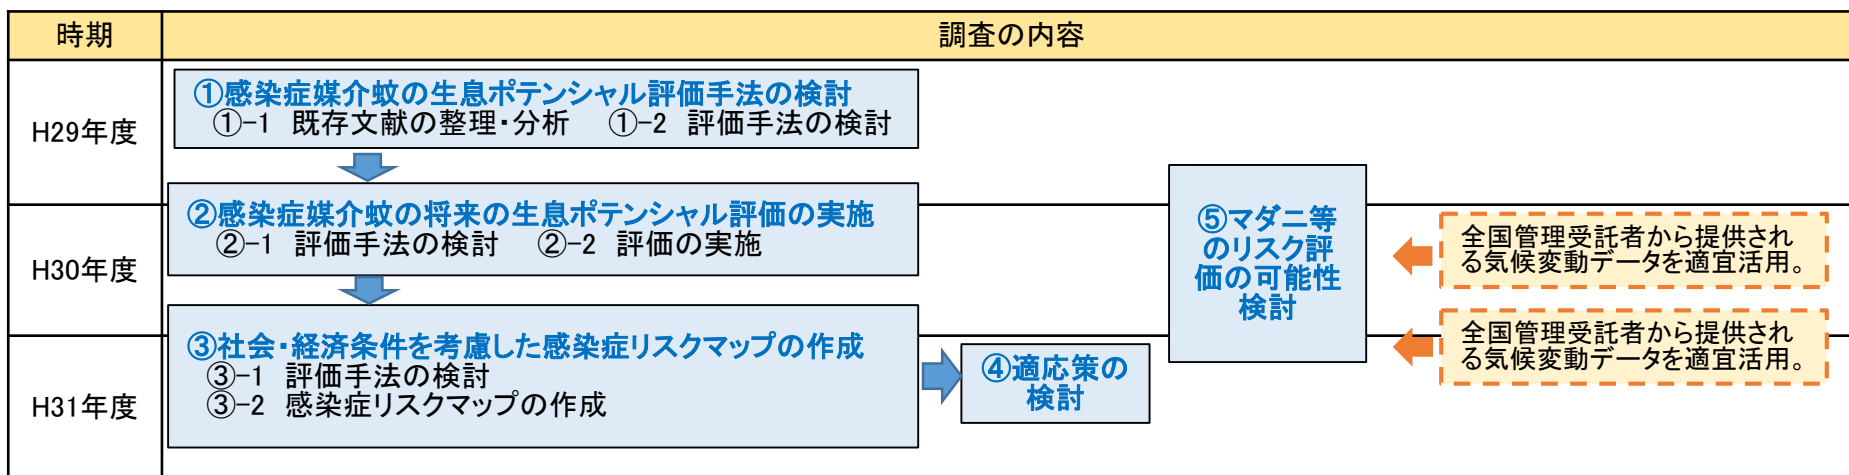 時期
調査の内容
H29年度
①感染症媒介蚊の生息ポテンシャル評価手法の検討
①-1 既存文献の整理・分析 ①-2 評価手法の検討
H30年度
②感染症媒介蚊の将来の生息ポテンシャル評価の実施
②-1 評価手法の検討 ②-2 評価の実施
H31年度
③社会・経済条件を考慮した感染症リスクマップの作成
③-1 評価手法の検討
③-2 感染症リスクマップの作成
④適応策の
検討
⑤マダニ等
のリスク評
価の可能性
検討
全国管理受託者から提供され
る気候変動データを適宜活用。
全国管理受託者から提供され
る気候変動データを適宜活用。